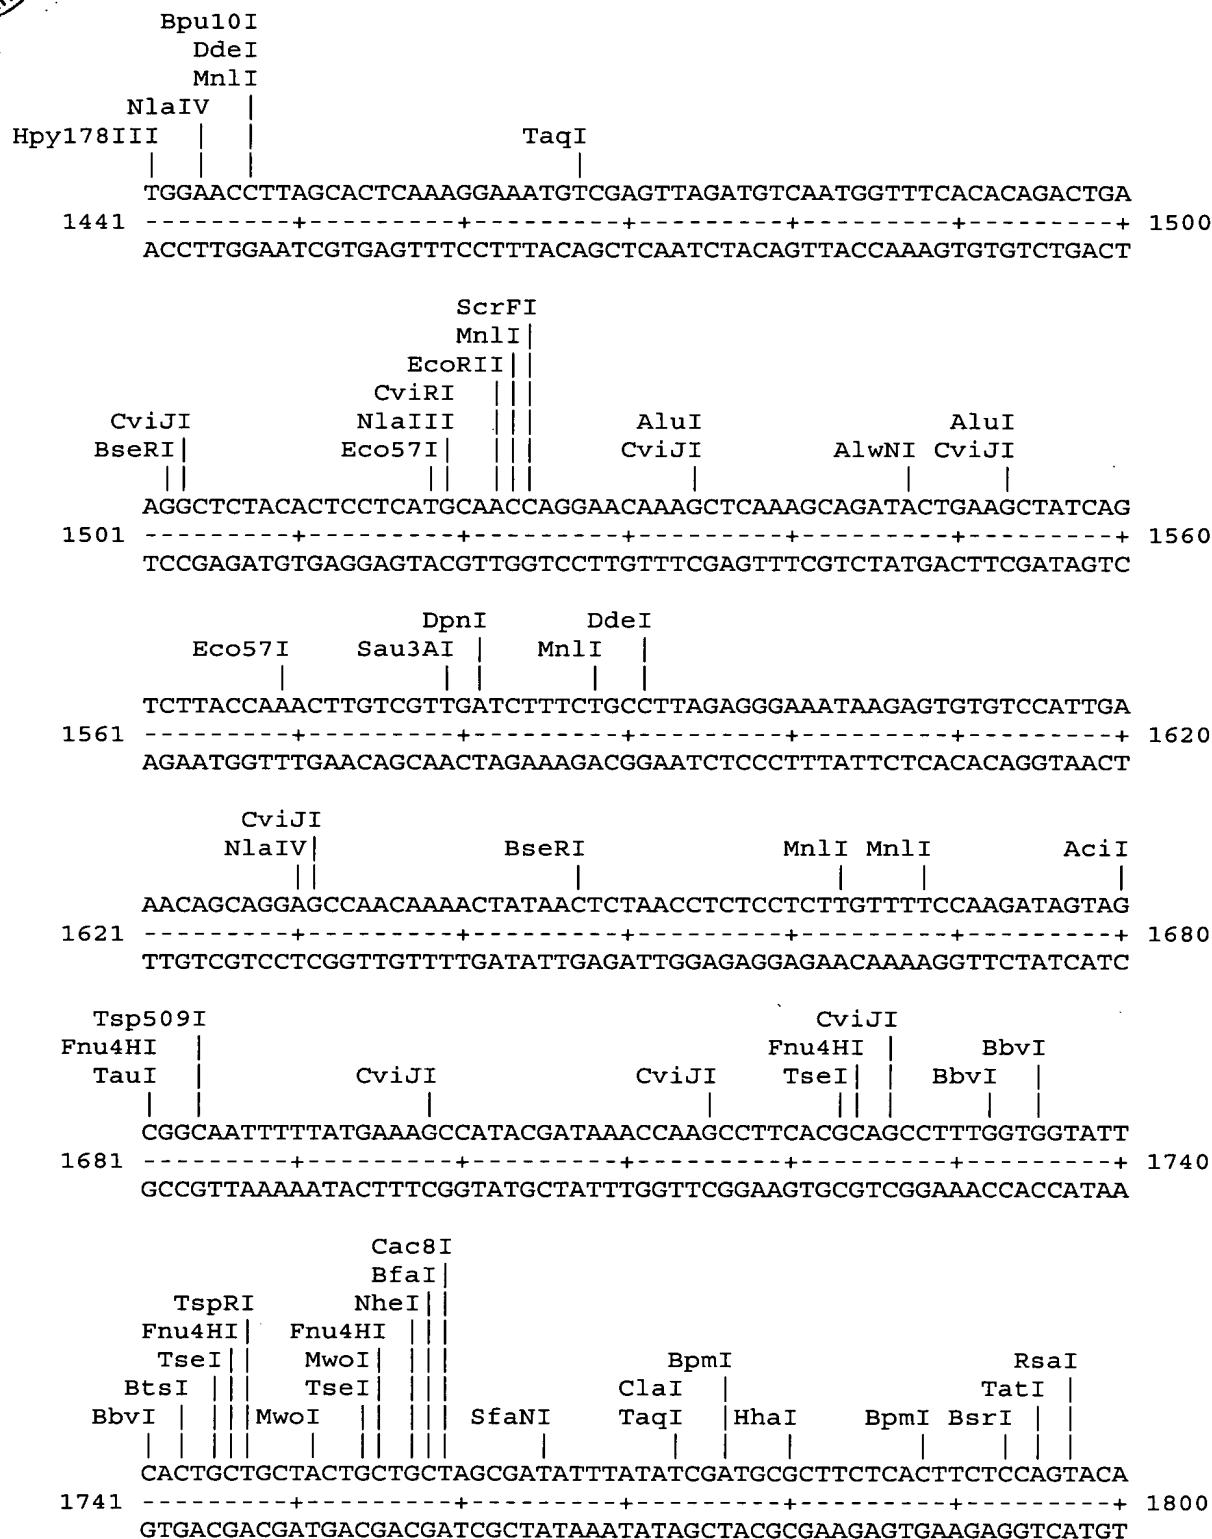 Bpu10I
DdeI
MnlI
NlaIV
Hpy178III TaqI
TGGAACCTTAGCACTCAAAGGAAATGTCGAGTTAGATGTCAATGGTTTCACACAGACTGA
1441 ---------+---------+---------+---------+---------+---------+ 1500
ACCTTGGAATCGTGAGTTTCCTTTACAGCTCAATCTACAGTTACCAAAGTGTGTCTGACT
ScrFI
MnlI
EcoRII
CviRI
CviJI NlaIII AluI AluI
BseRI Eco57I CviJI AlwNI CviJI
AGGCTCTACACTCCTCATGCAACCAGGAACAAAGCTCAAAGCAGATACTGAAGCTATCAG
1501 ---------+---------+---------+---------+---------+---------+ 1560
TCCGAGATGTGAGGAGTACGTTGGTCCTTGTTTCGAGTTTCGTCTATGACTTCGATAGTC
DpnI DdeI
Eco57I Sau3AI MnlI
TCTTACCAAACTTGTCGTTGATCTTTCTGCCTTAGAGGGAAATAAGAGTGTGTCCATTGA
1561 ---------+---------+---------+---------+---------+---------+ 1620
AGAATGGTTTGAACAGCAACTAGAAAGACGGAATCTCCCTTTATTCTCACACAGGTAACT
CviJI
NlaIV BseRI MnlI MnlI AciI
AACAGCAGGAGCCAACAAAACTATAACTCTAACCTCTCCTCTTGTTTTCCAAGATAGTAG
1621 ---------+---------+---------+---------+---------+---------+ 1680
TTGTCGTCCTCGGTTGTTTTGATATTGAGATTGGAGAGGAGAACAAAAGGTTCTATCATC
Tsp509I CviJI
Fnu4HI Fnu4HI BbvI
TauI CviJI CviJI TseI BbvI
CGGCAATTTTTATGAAAGCCATACGATAAACCAAGCCTTCACGCAGCCTTTGGTGGTATT
1681 ---------+---------+---------+---------+---------+---------+ 1740
GCCGTTAAAAATACTTTCGGTATGCTATTTGGTTCGGAAGTGCGTCGGAAACCACCATAA
Cac8I
BfaI
TspRI NheI
Fnu4HI Fnu4HI
TseI MwoI BpmI RsaI
BtsI TseI ClaI TatI
BbvI MwoI SfaNI TaqI HhaI BpmI BsrI
CACTGCTGCTACTGCTGCTAGCGATATTTATATCGATGCGCTTCTCACTTCTCCAGTACA
1741 ---------+---------+---------+---------+---------+---------+ 1800
GTGACGACGATGACGACGATCGCTATAAATATAGCTACGCGAAGAGTGAAGAGGTCATGT